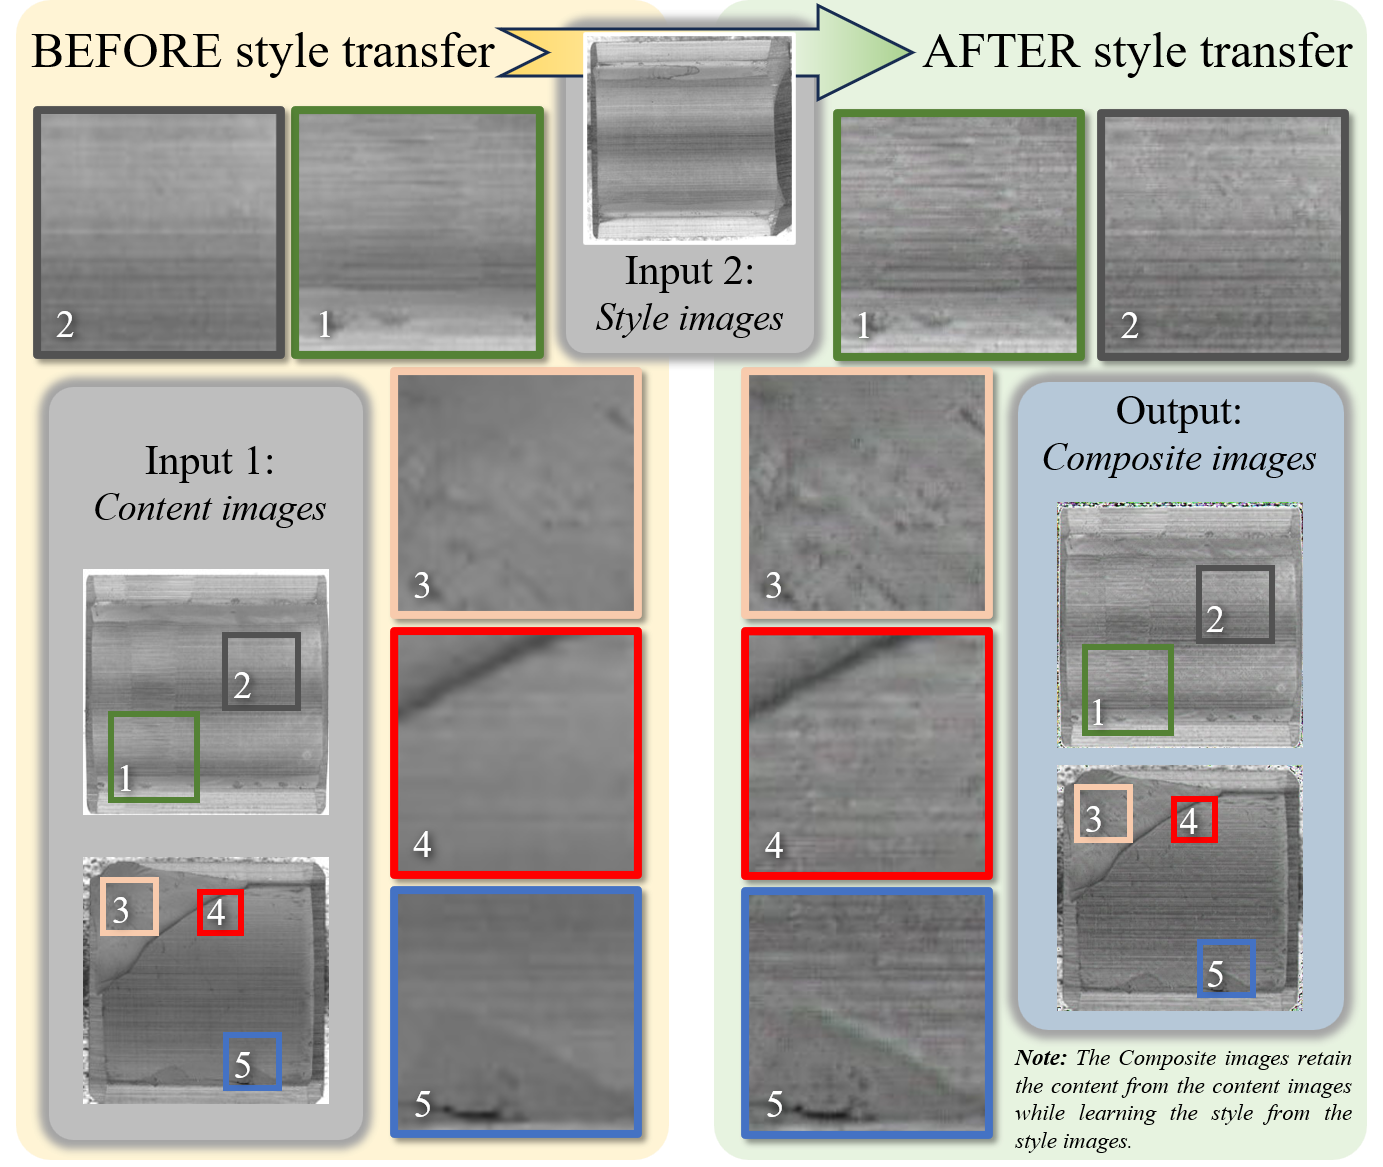 BEFORE style transfer
AFTER style transfer
2
1
Input 2:
Style images
1
2
Input 1:
Content images
2
1
3
4
5
3
4
5
3
4
5
Output:
Composite images
2
1
3
4
5
Note: The Composite images retain
the content from the content images
while learning the style from the
style images.